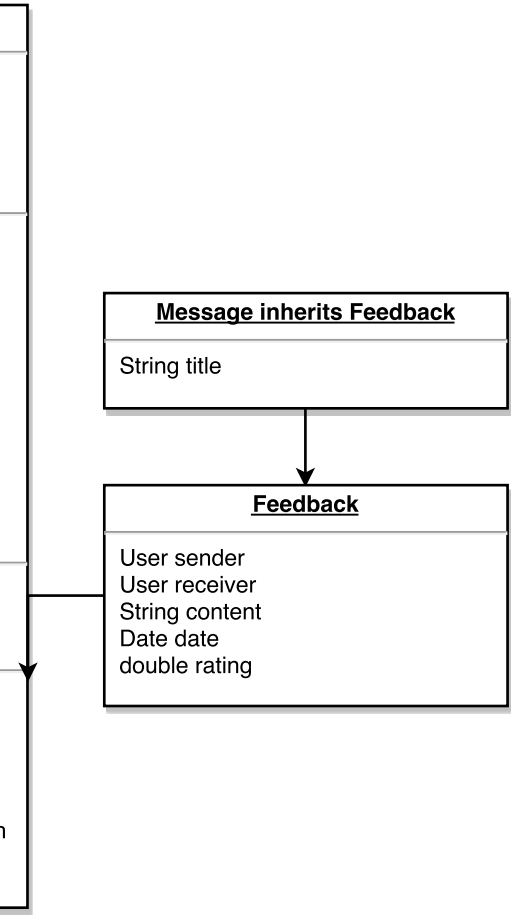 Message inherits Feedback
String title
Feedback
User sender
User receiver
String content
Date date
double rating